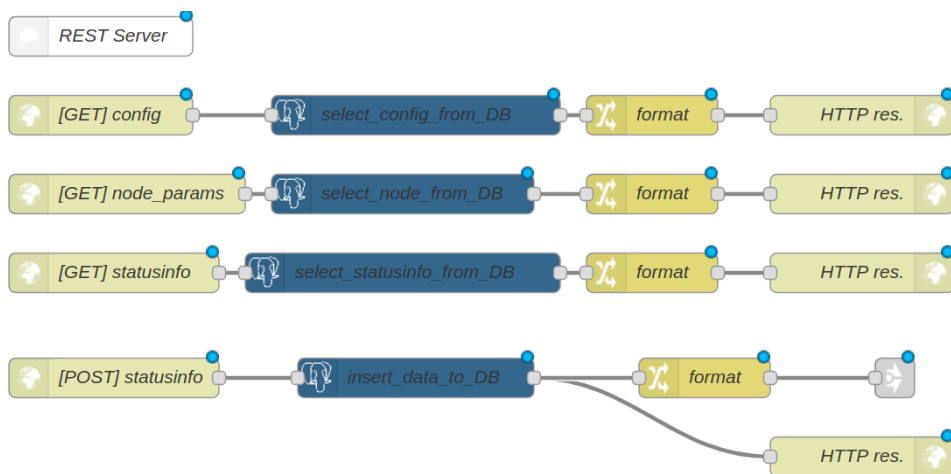 REST Server
[GET] config select_config_from_DB format HTTP res.
[GET] node_params select_node_from_DB format HTTP res.
[GET] statusinfo select_statusinfo_from_DB format HTTP res.
[POST] statusinfo insert_data_to_DB format
HTTP res.